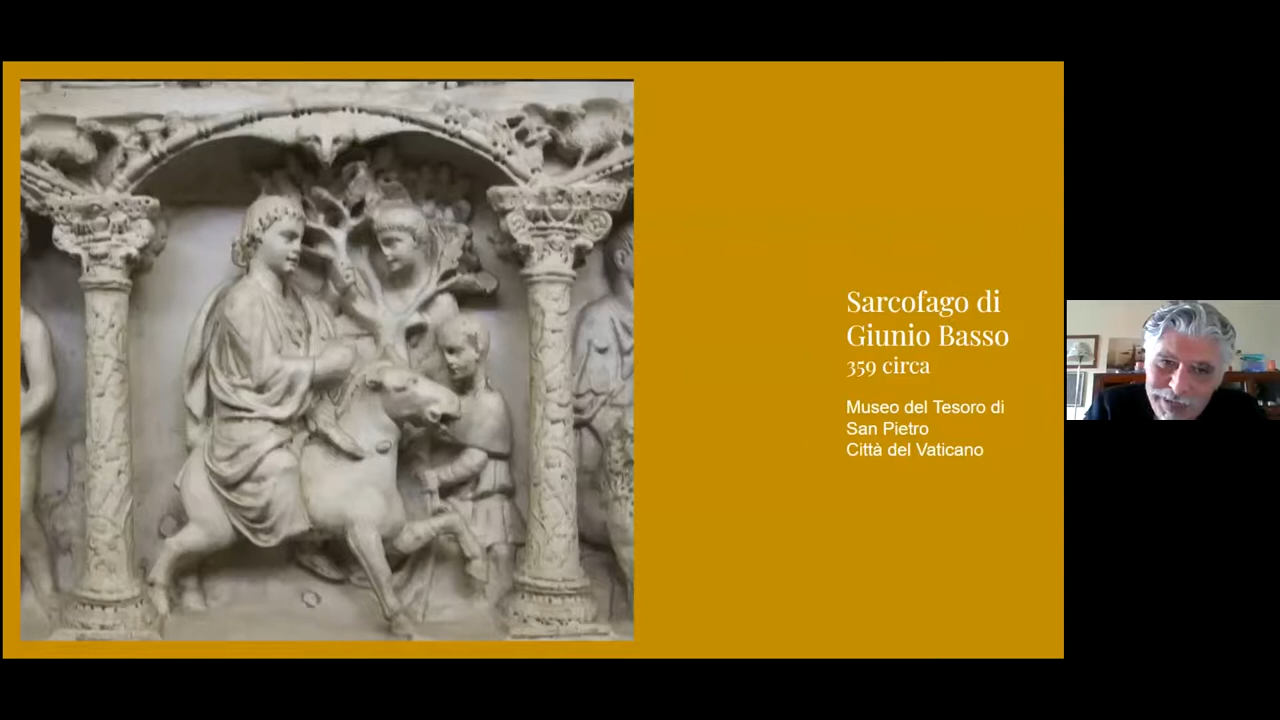 Sarcofago di
Giunio Basso
359 circa
Museo del Tesoro di
San Pietro
Città del Vaticano